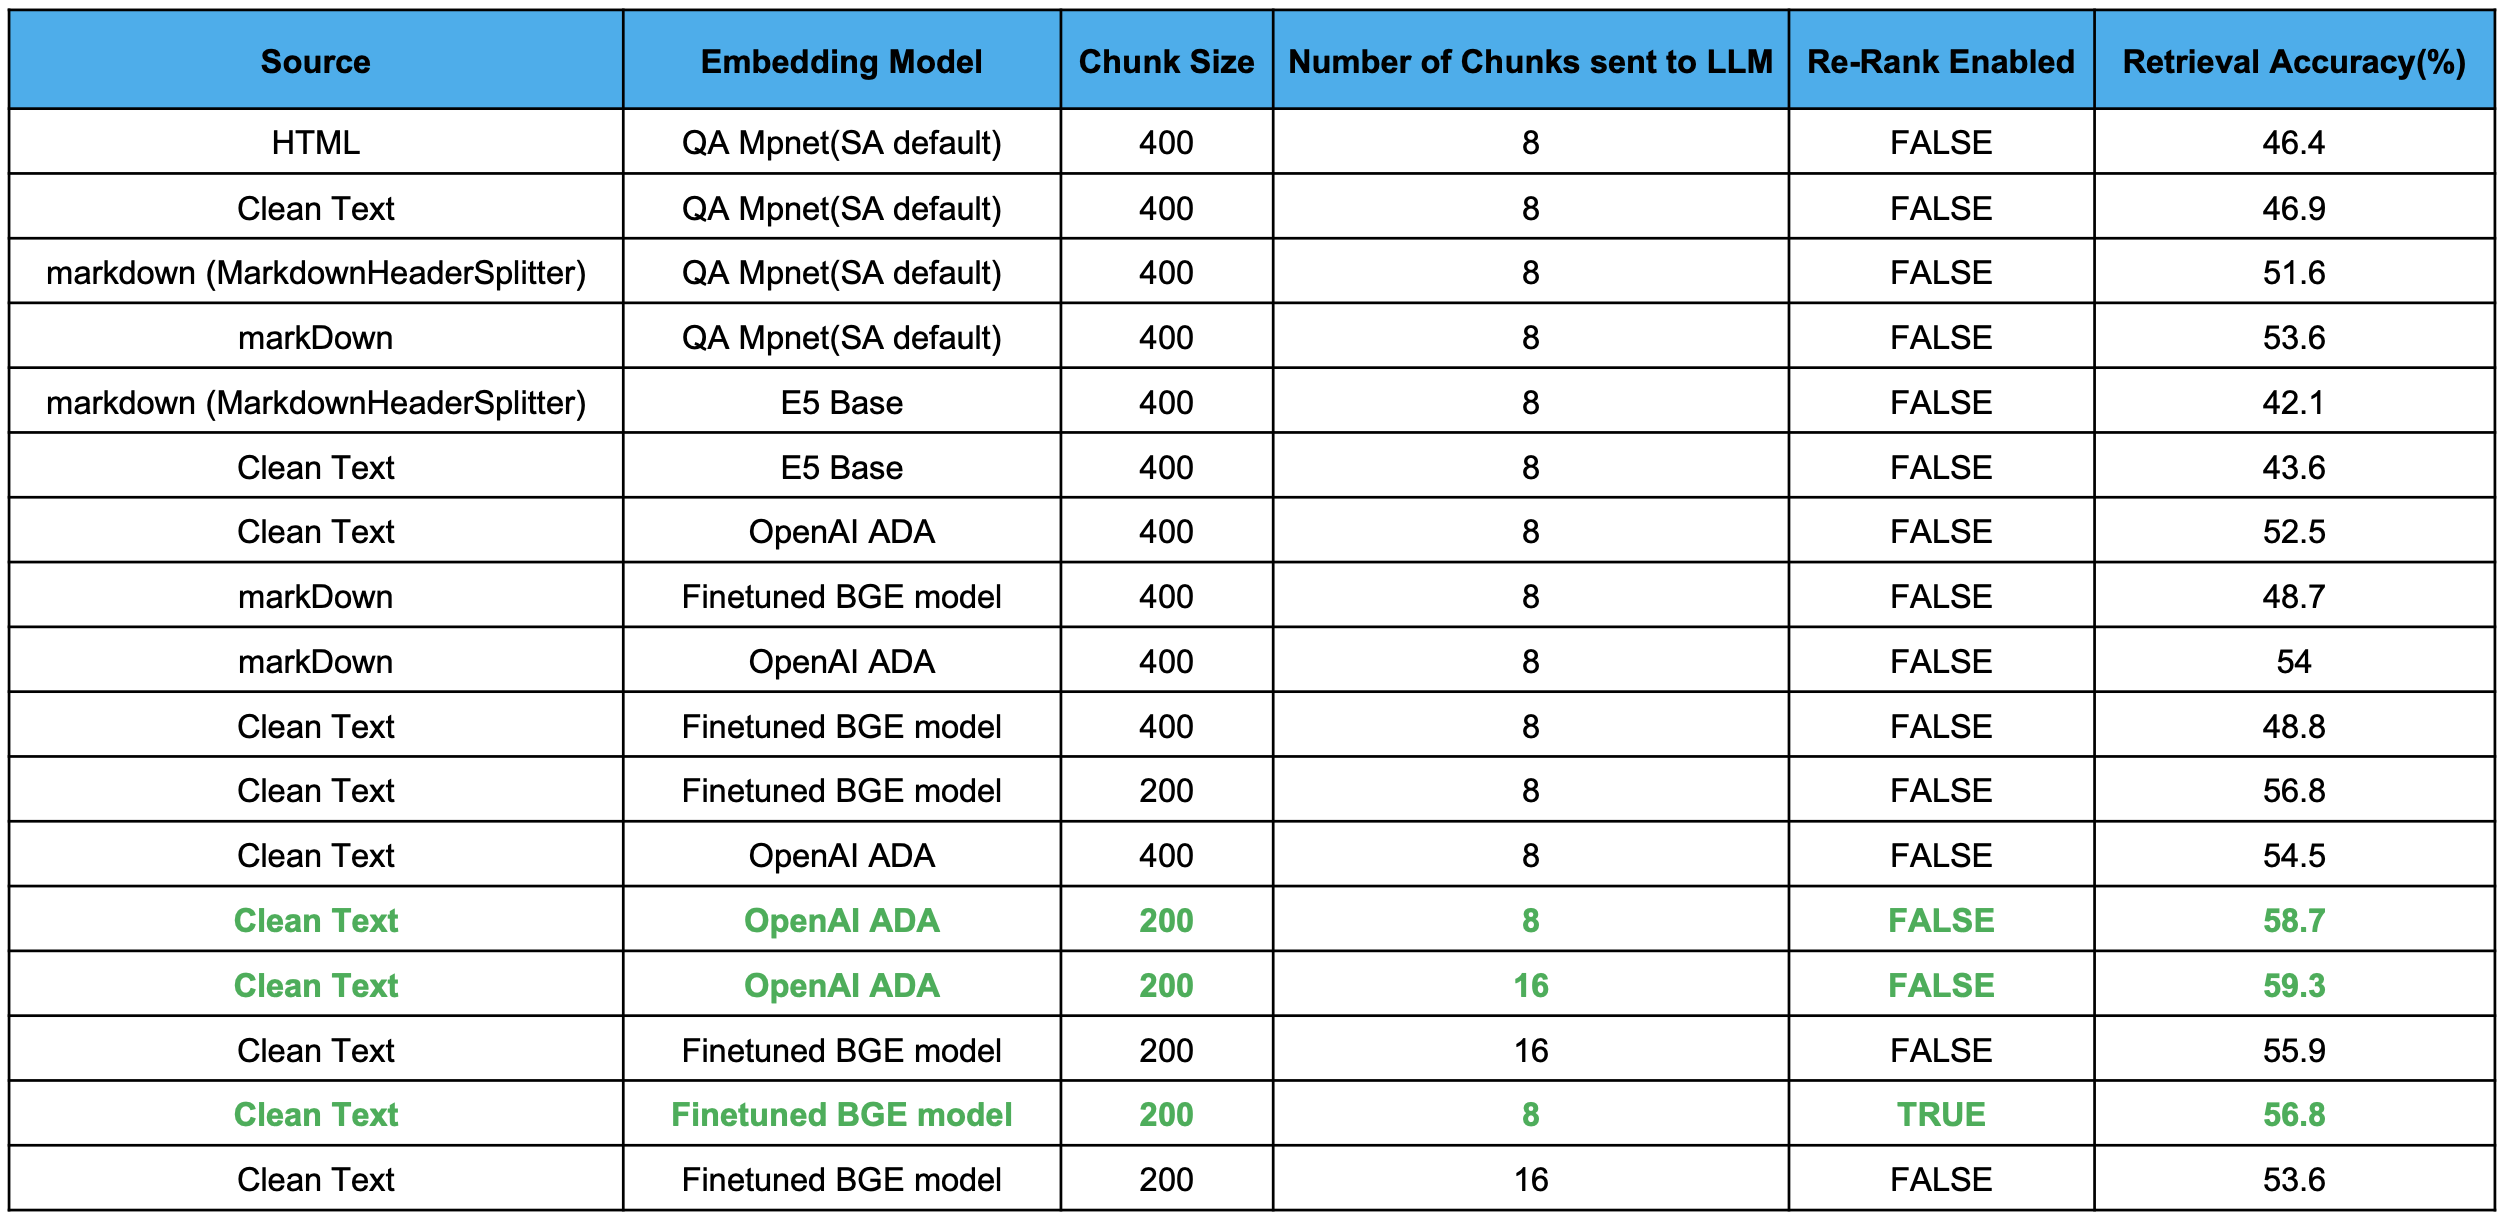 Source Embedding Model Chunk Size Number of Chunks sent to LLM Re-Rank Enabled Retrieval Accuracy(%)
HTML QA Mpnet(SA default) 400 8 FALSE 46.4
Clean Text QA Mpnet(SA default) 400 8 FALSE 46.9
markdown (MarkdownHeaderSplitter) QA Mpnet(SA default) 400 8 FALSE 51.6
markDown QA Mpnet(SA default) 400 8 FALSE 53.6
markdown (MarkdownHeaderSplitter) E5 Base 400 8 FALSE 42.1
Clean Text E5 Base 400 8 FALSE 43.6
Clean Text OpenAI ADA 400 8 FALSE 52.5
markDown Finetuned BGE model 400 8 FALSE 48.7
markDown OpenAI ADA 400 8 FALSE 54
Clean Text Finetuned BGE model 400 8 FALSE 48.8
Clean Text Finetuned BGE model 200 8 FALSE 56.8
Clean Text OpenAI ADA 400 8 FALSE 54.5
Clean Text OpenAI ADA 200 8 FALSE 58.7
Clean Text OpenAI ADA 200 16 FALSE 59.3
Clean Text Finetuned BGE model 200 16 FALSE 55.9
Clean Text Finetuned BGE model 200 8 TRUE 56.8
Clean Text Finetuned BGE model 200 16 FALSE 53.6